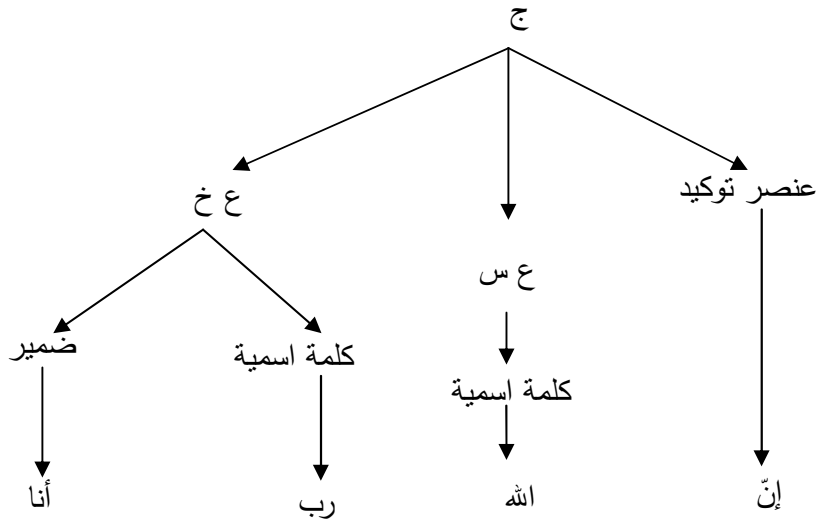 ج
عنصر توكيد
ع خ
ع س
كلمة اسمية
ضمير
كلمة اسمية
إنّ
الله
رب
أنا